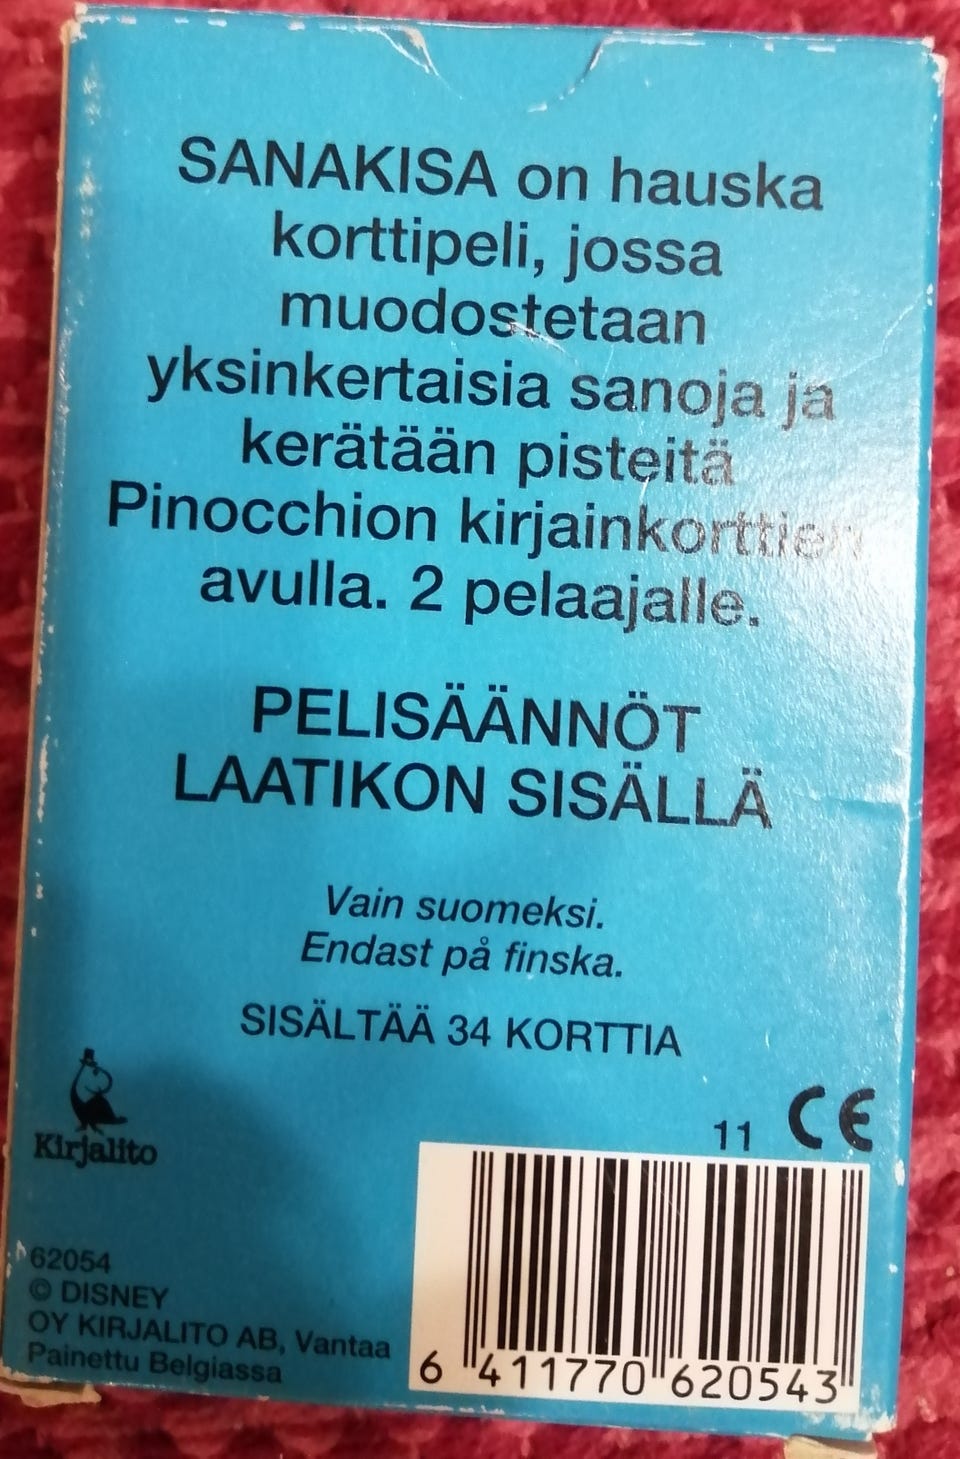 SANAKISA on hauska
korttipeli, jossa
muodostetaan
yksinkertaisia sanoja ja
kerätään pisteitä
Pinocchion kirjainkorttien
avulla. 2 pelaajalle.
PELISÄÄNNÖT
LAATIKON SISÄLLÄ
Vain suomeksi.
Endast på finska.
SISÄLTÄÄ 34 KORTTIA
11 CE
Kirjalito
62054
© DISNEY
OY KIRJALITO AB, Vantaa
Painettu Belgiassa
6 411770 620543